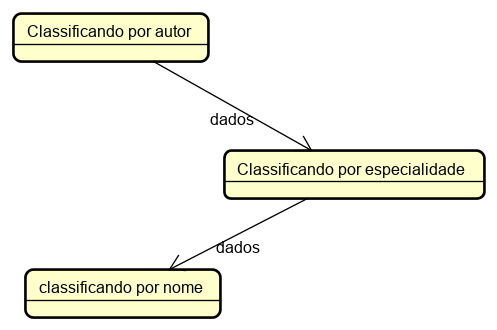 Classificando por autor
dados
Classificando por especialidade
dados
classificando por nome